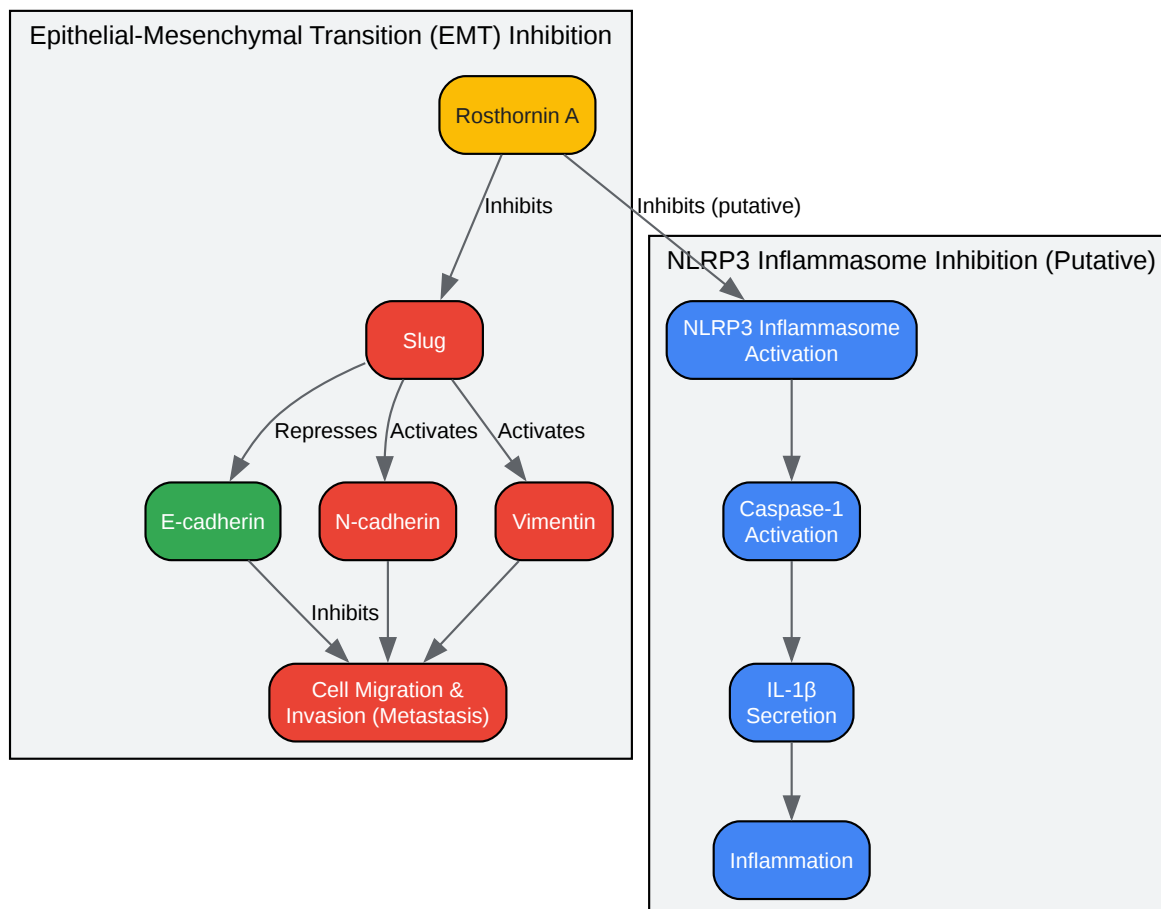 Epithelial-Mesenchymal Transition (EMT) Inhibition
Rosthornin A
Inhibits
Inhibits (putative)
NLRP3 Inflammasome Inhibition (Putative)
Slug
NLRP3 Inflammasome
Activation
Represses
Activates
Activates
E-cadherin
N-cadherin
Vimentin
Caspase-1
Activation
Inhibits
Cell Migration &
Invasion (Metastasis)
IL-1β
Secretion
Inflammation